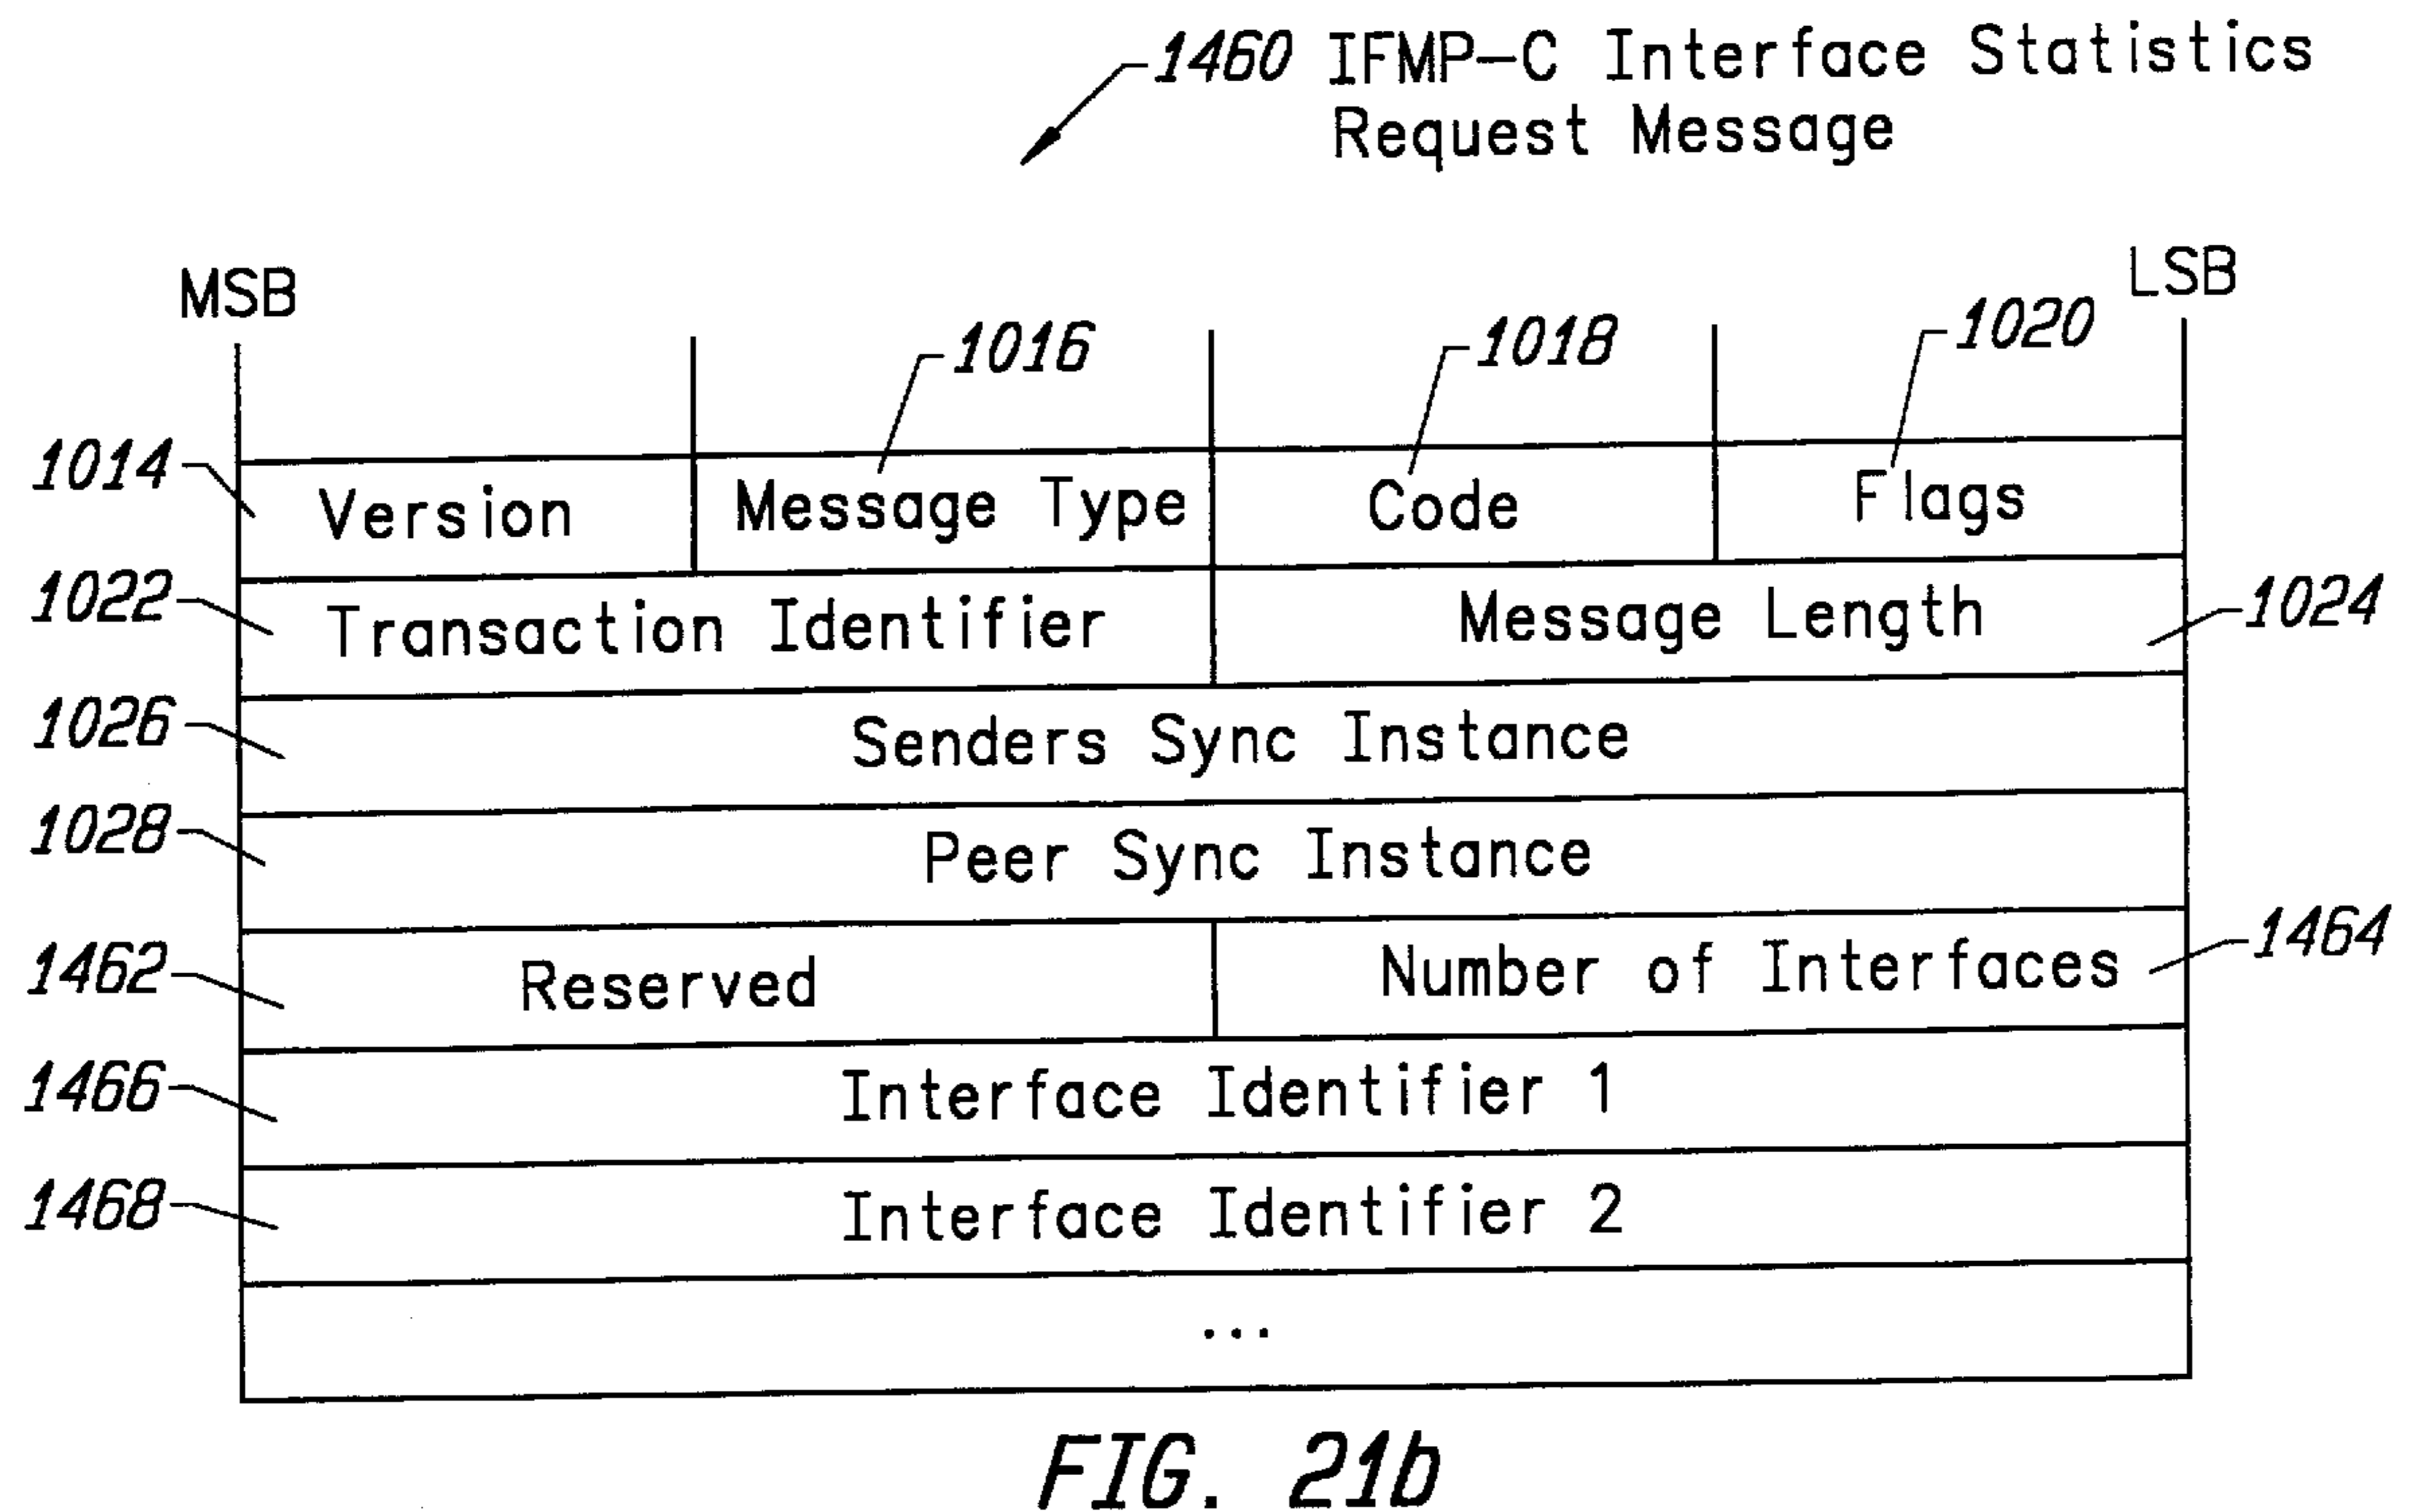 1460 IFMP-C Interface Statistics
Request Message
MSB LSB
1016 1018 1020
1014 Version Message Type Code Flags
1022 Transaction Identifier Message Length 1024
1026 Senders Sync Instance
1028 Peer Sync Instance
1462 Reserved Number of Interfaces 1464
1466 Interface Identifier 1
1468 Interface Identifier 2
...
FIG. 21b